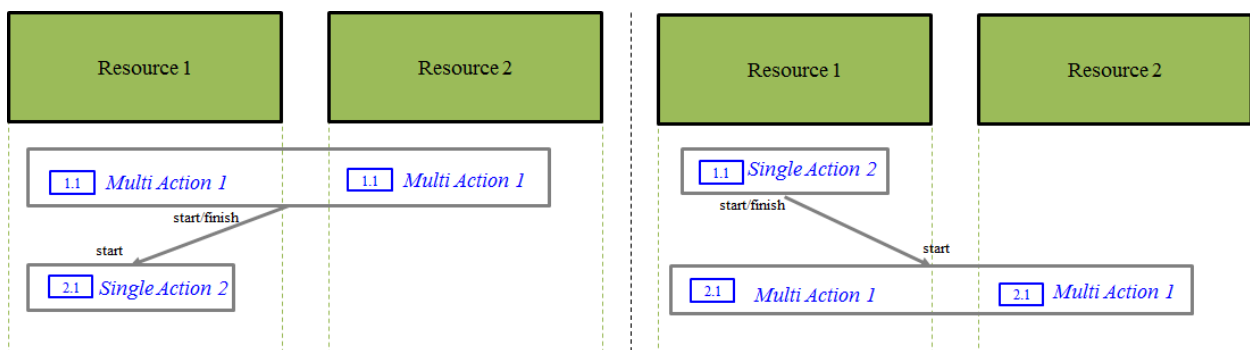 Resource 1
Resource 2
1.1 Multi Action 1
1.1 Multi Action 1
start/finish
start
2.1 Single Action 2
Resource 1
Resource 2
1.1 Single Action 2
start/finish
start
2.1 Multi Action 1
2.1 Multi Action 1